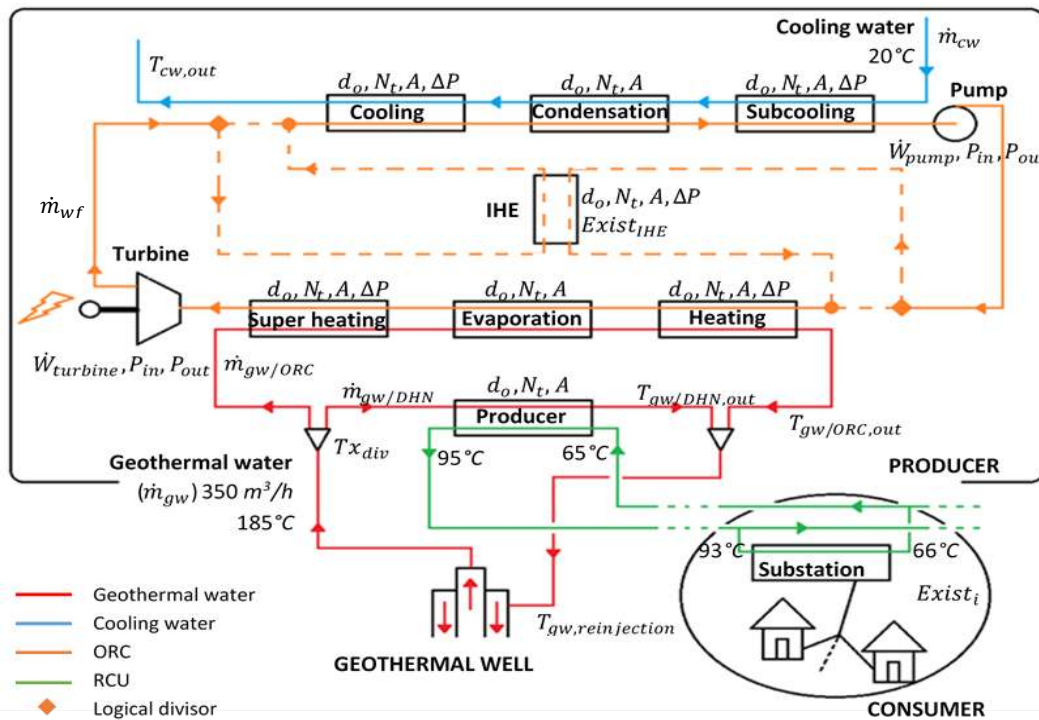 Cooling water
20°C
ṁ_cw
T_cw,out
d_o, N_t, A, ΔP
Cooling
d_o, N_t, A
Condensation
d_o, N_t, A, ΔP
Subcooling
Pump
Ẇ_pump, P_in, P_out
ṁ_wf
IHE
d_o, N_t, A, ΔP
Exist_IHE
Turbine
Ẇ_turbine, P_in, P_out
d_o, N_t, A, ΔP
Super heating
d_o, N_t, A
Evaporation
d_o, N_t, A, ΔP
Heating
ṁ_gw/ORC
ṁ_gw/DHN
d_o, N_t, A
Producer
T_gw/DHN,out
T_gw/ORC,out
Tx_div
95°C
65°C
Geothermal water
(ṁ_gw) 350 m³/h
185°C
PRODUCER
93°C
66°C
Substation
Exist_i
T_gw,reinjection
GEOTHERMAL WELL
CONSUMER
Geothermal water
Cooling water
ORC
RCU
Logical divisor